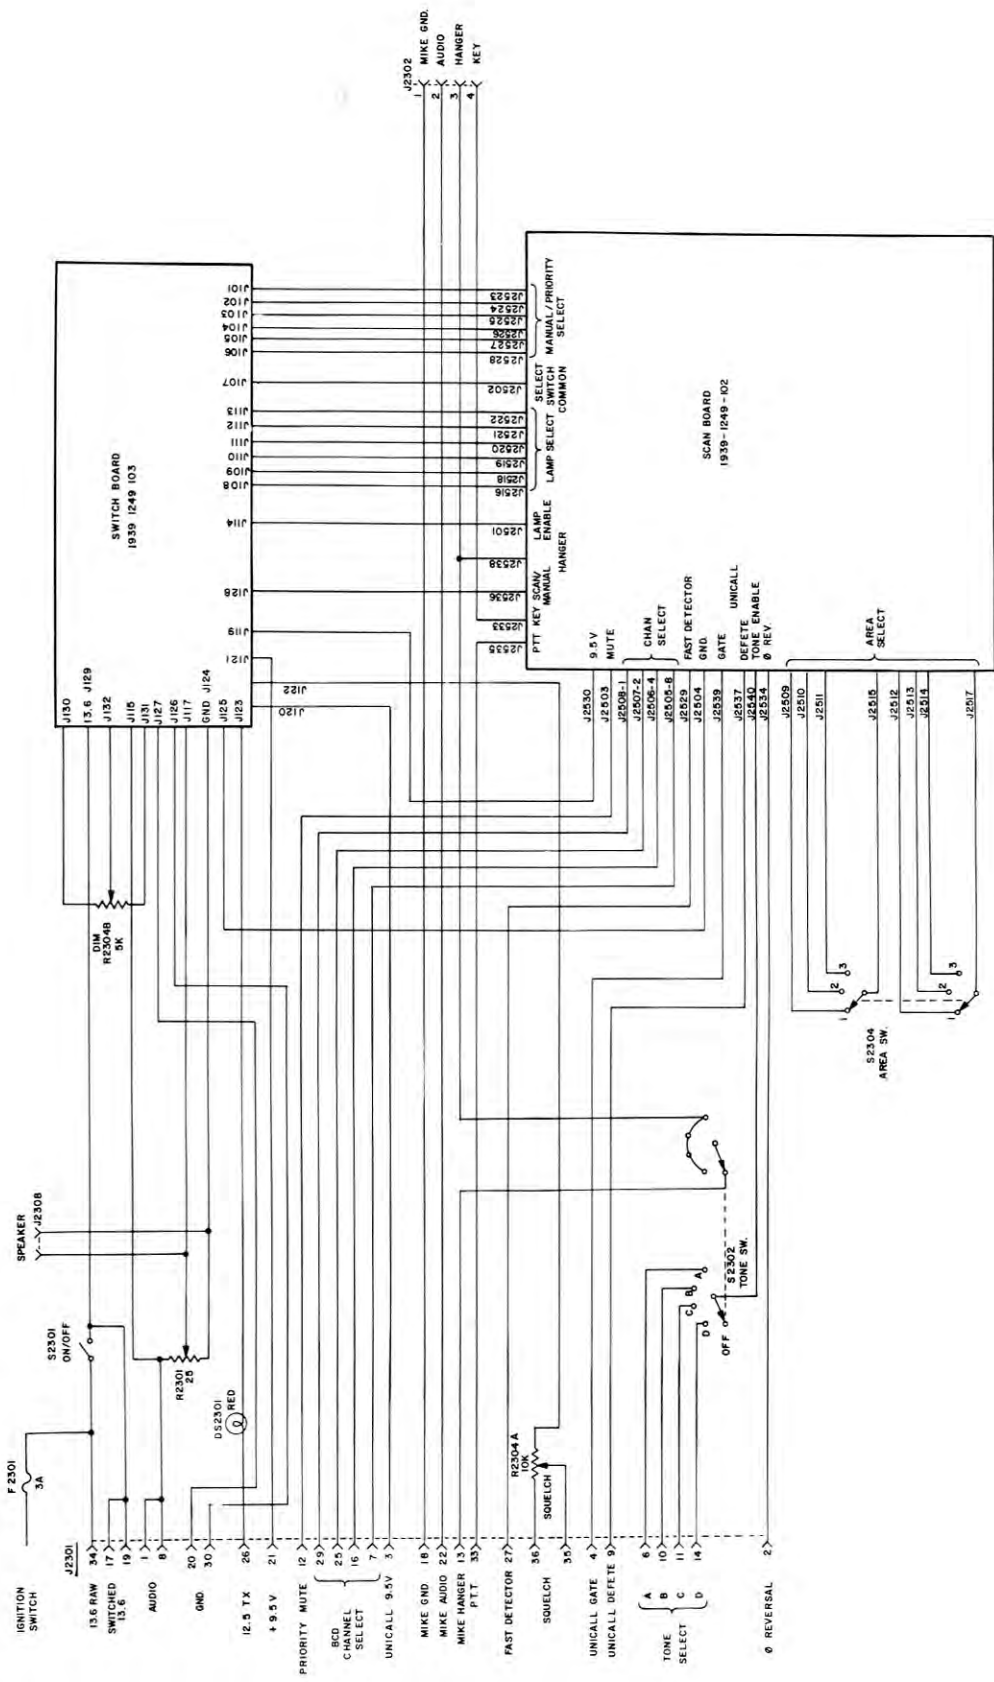 J2302
1 MIKE GND.
2 AUDIO
3 HANGER
4 KEY
SWITCH BOARD
1939 1249 103
J101
J102
J103
J104
J105
J106
J107
J113
J112
J111
J110
J109
J108
J114
J128
J119
J121
J122
J120
J130
13.6 J129
J132
J115
J131
J127
J126
J117
GND J124
J125
J123
J2523
J2524
J2525
J2526
J2527
J2528
MANUAL/PRIORITY
SELECT
J2502
SELECT
SWITCH
COMMON
J2522
J2521
J2520
J2519
J2518
J2516
LAMP SELECT
J2501
LAMP
ENABLE
J2538
HANGER
J2536
SCAN/
MANUAL
J2533
KEY
J2535
PTT
SCAN BOARD
1939-1249-102
J2530 9.5V
J2503 MUTE
J2508-1
J2507-2
J2506-4
J2505-8
CHAN
SELECT
J2529 FAST DETECTOR
J2504 GND.
J2539 GATE
J2537 DEFETE
UNICALL
J2540 TONE ENABLE
J2534 Ø REV.
J2509
J2510
J2511
J2515
J2512
J2513
J2514
J2517
AREA
SELECT
DIM
R2304B
5K
1 2 3
1 2 3
S2304
AREA SW.
SPEAKER
J2308
S2301
ON/OFF
R2301
25
F2301
3A
DS2301
RED
R2304A
10K
SQUELCH
A
B
C
D
OFF
S2302
TONE SW.
IGNITION
SWITCH
J2301
13.6 RAW 34
SWITCHED
13.6
17
19
AUDIO
1
8
GND
20
30
12.5 TX 26
+9.5V 21
PRIORITY MUTE 12
BCD
CHANNEL
SELECT
29
25
16
7
UNICALL 9.5V 3
MIKE GND 18
MIKE AUDIO 22
MIKE HANGER 13
P.T.T. 33
FAST DETECTOR 27
SQUELCH
36
35
UNICALL GATE 4
UNICALL DEFETE 9
TONE
SELECT
A 6
B 10
C 11
D 14
Ø REVERSAL 2